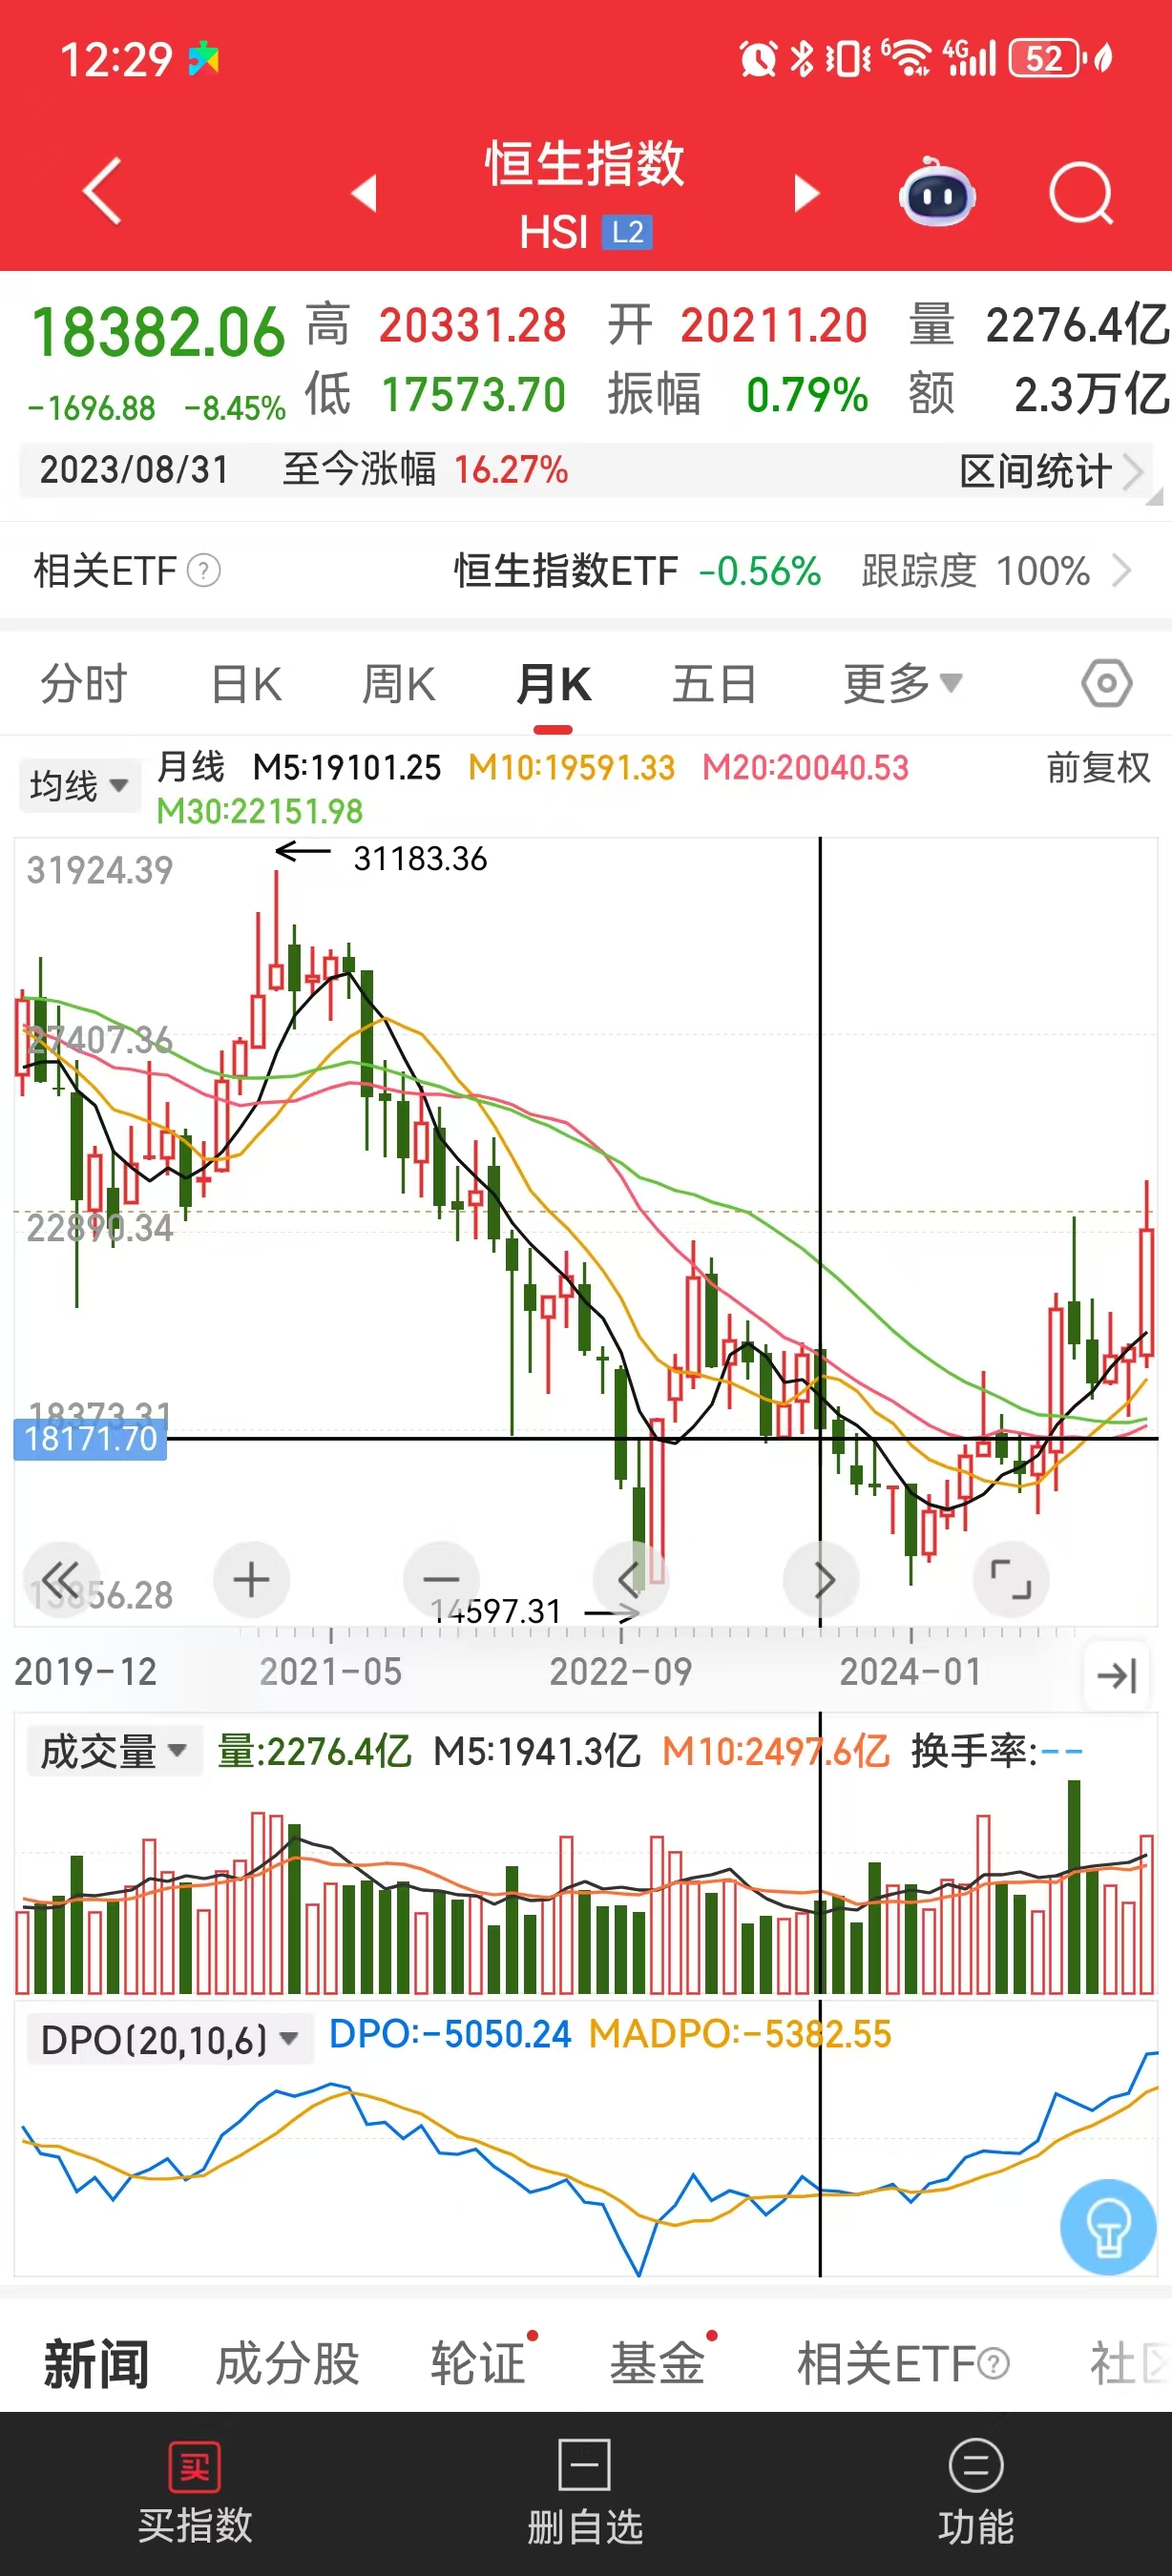 12:29 6 4G 52
恒生指数
HSI L2
18382.06 高 20331.28 开 20211.20 量 2276.4亿
-1696.88 -8.45% 低 17573.70 振幅 0.79% 额 2.3万亿
2023/08/31 至今涨幅 16.27% 区间统计
相关ETF ? 恒生指数ETF -0.56% 跟踪度 100%
分时 日K 周K 月K 五日 更多
均线 月线 M5:19101.25 M10:19591.33 M20:20040.53 前复权
M30:22151.98
31924.39 31183.36
27407.36
22890.34
18373.31
18171.70
13856.28 14597.31
2019-12 2021-05 2022-09 2024-01
成交量 量:2276.4亿 M5:1941.3亿 M10:2497.6亿 换手率:--
DPO(20,10,6) DPO:-5050.24 MADPO:-5382.55
新闻 成分股 轮证 基金 相关ETF ? 社区
买
买指数 删自选 功能